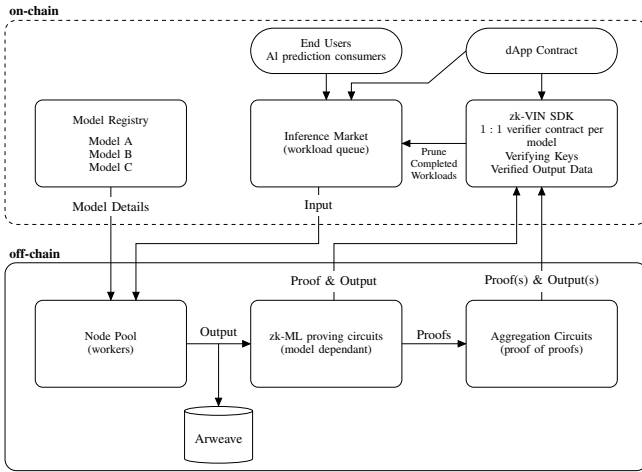 on-chain
End Users
AI prediction consumers
dApp Contract
Model Registry
Model A
Model B
Model C
Inference Market
(workload queue)
Prune
Completed
Workloads
zk-VIN SDK
1 : 1 verifier contract per
model
Verifying Keys
Verified Output Data
Model Details
Input
off-chain
Proof & Output
Proof(s) & Output(s)
Node Pool
(workers)
Output
zk-ML proving circuits
(model dependant)
Proofs
Aggregation Circuits
(proof of proofs)
Arweave